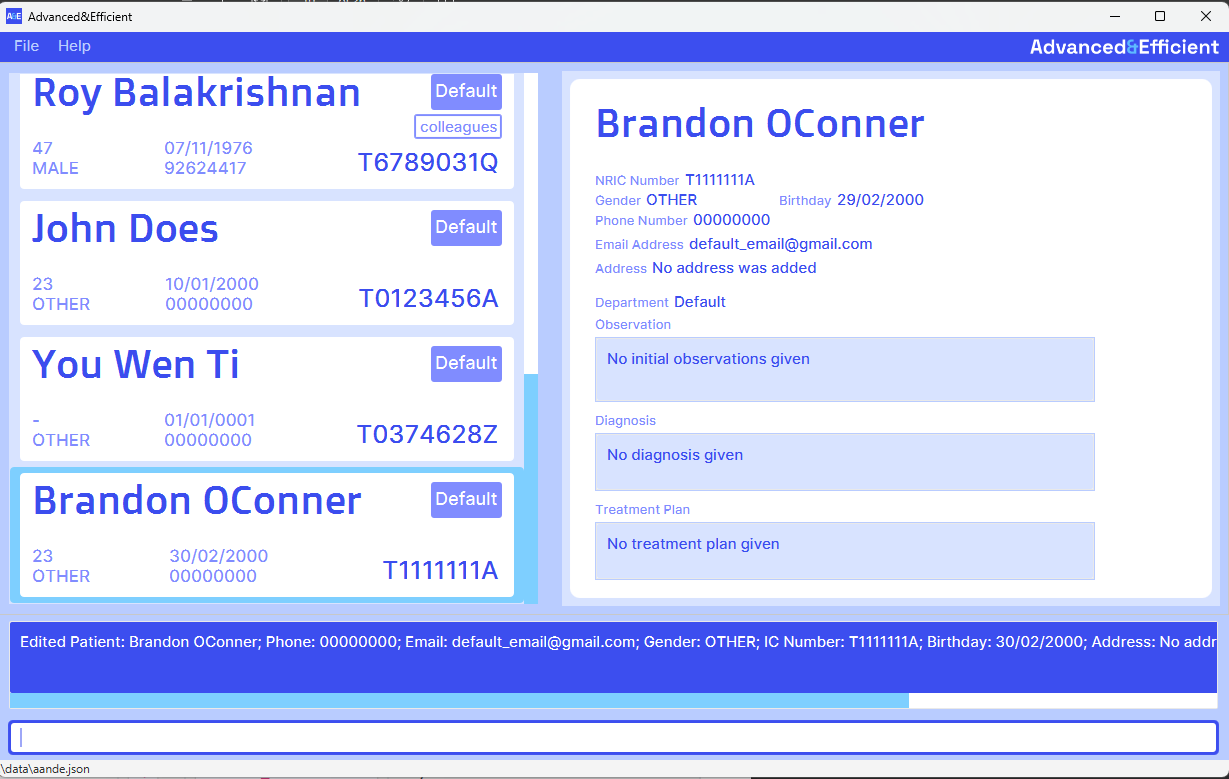 A&E Advanced&Efficient
File Help Advanced&Efficient
Roy Balakrishnan Default
colleagues
47 07/11/1976
MALE 92624417 T6789031Q
John Does Default
23 10/01/2000
OTHER 00000000 T0123456A
You Wen Ti Default
- 01/01/0001
OTHER 00000000 T0374628Z
Brandon OConner Default
23 30/02/2000
OTHER 00000000 T1111111A
Brandon OConner
NRIC Number T1111111A
Gender OTHER Birthday 29/02/2000
Phone Number 00000000
Email Address default_email@gmail.com
Address No address was added
Department Default
Observation
No initial observations given
Diagnosis
No diagnosis given
Treatment Plan
No treatment plan given
Edited Patient: Brandon OConner; Phone: 00000000; Email: default_email@gmail.com; Gender: OTHER; IC Number: T1111111A; Birthday: 30/02/2000; Address: No addr
\data\aande.json